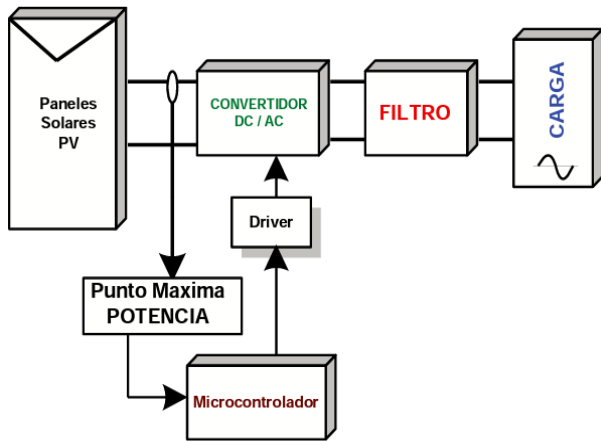 Paneles
Solares
PV
CONVERTIDOR
DC / AC
FILTRO
CARGA
Driver
Punto Maxima
POTENCIA
Microcontrolador